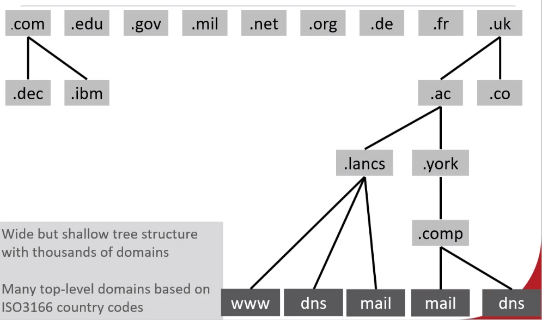 .com .edu .gov .mil .net .org .de .fr .uk
.dec .ibm .ac .co
.lancs .york
.comp
Wide but shallow tree structure
with thousands of domains
Many top-level domains based on
ISO3166 country codes
www dns mail mail dns